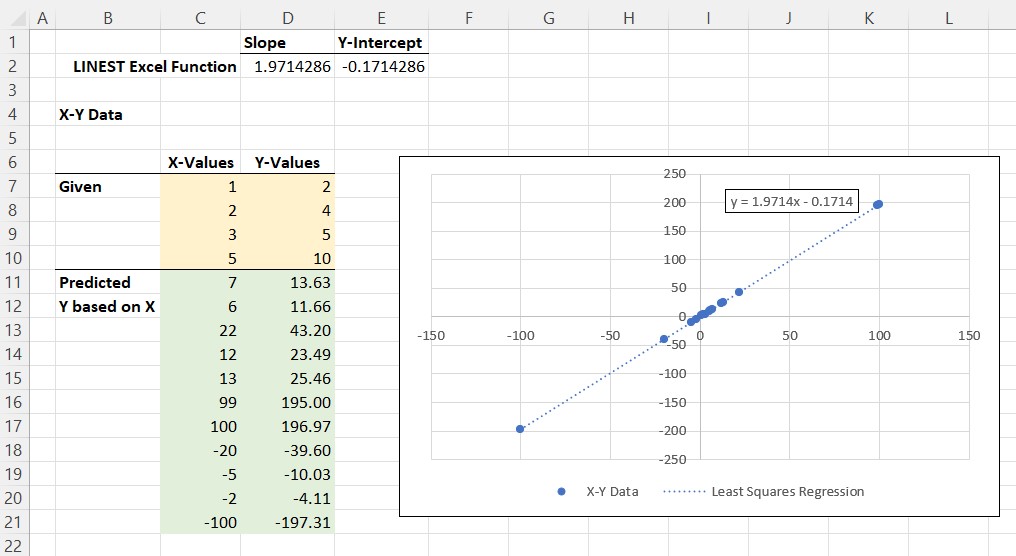 A B C D E F G H I J K L
1 Slope Y-Intercept
2 LINEST Excel Function 1.9714286 -0.1714286
3
4 X-Y Data
5
6 X-Values Y-Values
7 Given 1 2
8 2 4
9 3 5
10 5 10
11 Predicted 7 13.63
12 Y based on X 6 11.66
13 22 43.20
14 12 23.49
15 13 25.46
16 99 195.00
17 100 196.97
18 -20 -39.60
19 -5 -10.03
20 -2 -4.11
21 -100 -197.31
22
250
200
y = 1.9714x - 0.1714
150
100
50
0
-150 -100 -50 0 50 100 150
-50
-100
-150
-200
-250
X-Y Data Least Squares Regression